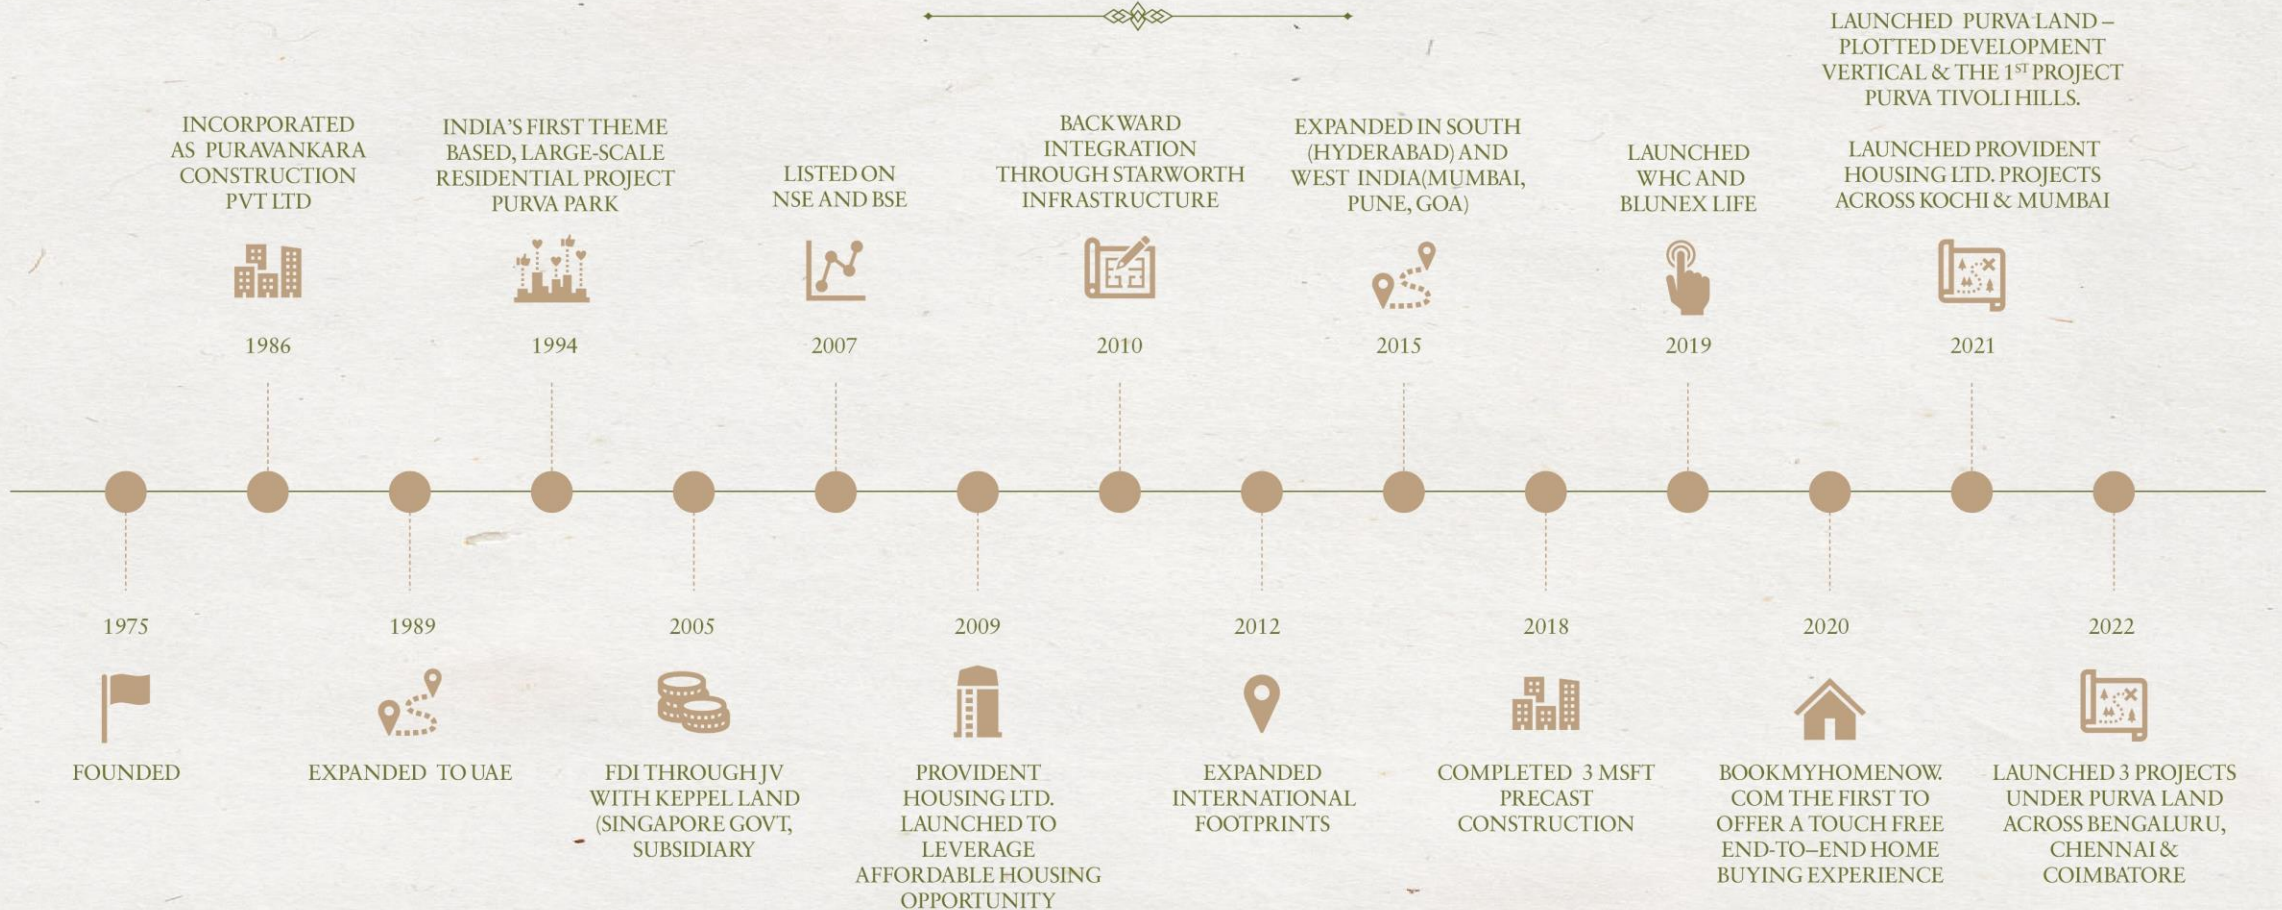 INCORPORATED
AS PURAVANKARA
CONSTRUCTION
PVT LTD
1986
INDIA'S FIRST THEME
BASED, LARGE-SCALE
RESIDENTIAL PROJECT
PURVA PARK
1994
LISTED ON
NSE AND BSE
2007
BACKWARD
INTEGRATION
THROUGH STARWORTH
INFRASTRUCTURE
2010
EXPANDED IN SOUTH
(HYDERABAD) AND
WEST INDIA(MUMBAI,
PUNE, GOA)
2015
LAUNCHED
WHC AND
BLUNEX LIFE
2019
LAUNCHED PURVA LAND –
PLOTTED DEVELOPMENT
VERTICAL & THE 1ST PROJECT
PURVA TIVOLI HILLS.
LAUNCHED PROVIDENT
HOUSING LTD. PROJECTS
ACROSS KOCHI & MUMBAI
2021
1975
FOUNDED
1989
EXPANDED TO UAE
2005
FDI THROUGH JV
WITH KEPPEL LAND
(SINGAPORE GOVT,
SUBSIDIARY
2009
PROVIDENT
HOUSING LTD.
LAUNCHED TO
LEVERAGE
AFFORDABLE HOUSING
OPPORTUNITY
2012
EXPANDED
INTERNATIONAL
FOOTPRINTS
2018
COMPLETED 3 MSFT
PRECAST
CONSTRUCTION
2020
BOOKMYHOMENOW.
COM THE FIRST TO
OFFER A TOUCH FREE
END-TO–END HOME
BUYING EXPERIENCE
2022
LAUNCHED 3 PROJECTS
UNDER PURVA LAND
ACROSS BENGALURU,
CHENNAI &
COIMBATORE